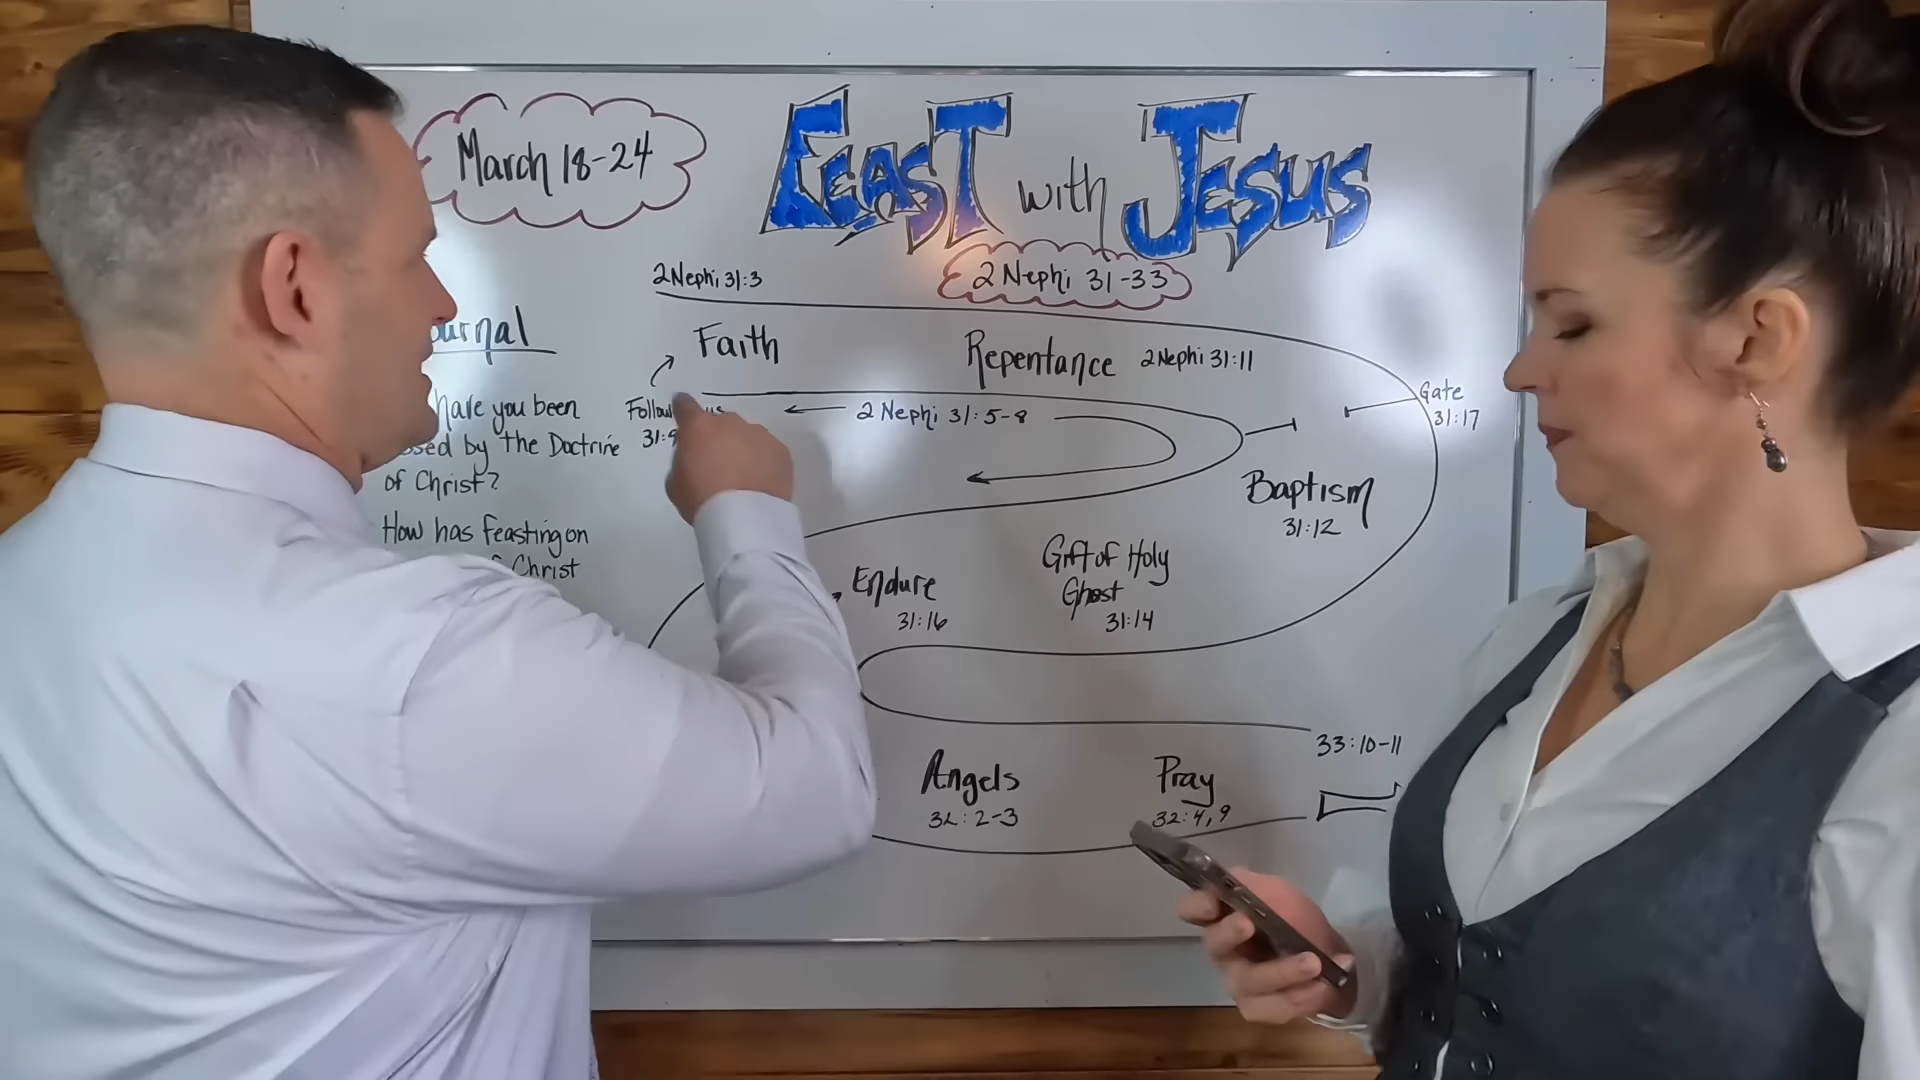 March 18-24
FEAST with JESUS
2 Nephi 31-33
2 Nephi 31:3
Faith
Repentance 2 Nephi 31:11
Gate
31:17
Follow
31:9
2 Nephi 31:5-8
Baptism
31:12
Gift of Holy
Ghost
31:14
Endure
31:16
33:10-11
Angels
32:2-3
Pray
32:4,9
have you been
by the Doctrine
of Christ?
How has feasting on
Christ